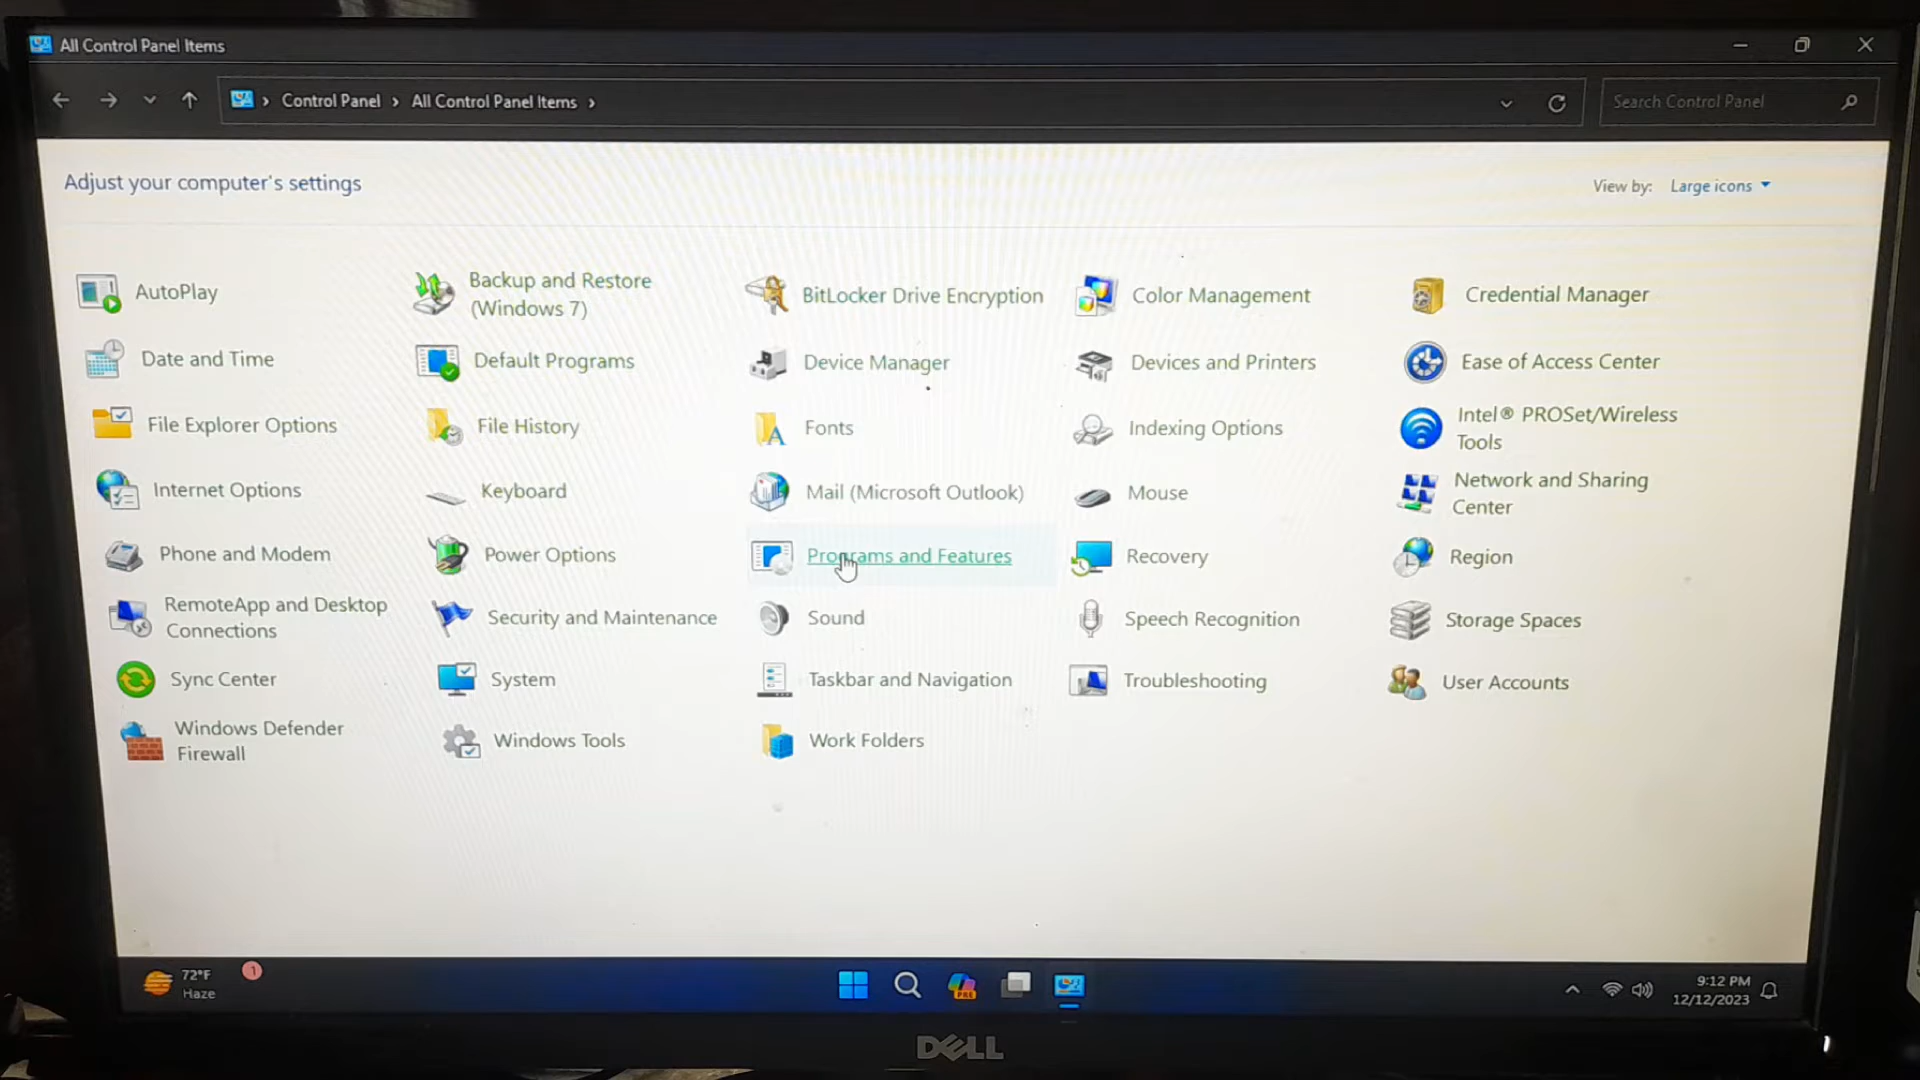 All Control Panel Items
Control Panel > All Control Panel Items >
Search Control Panel
Adjust your computer's settings
View by: Large icons
AutoPlay
Backup and Restore
(Windows 7)
BitLocker Drive Encryption
Color Management
Credential Manager
Date and Time
Default Programs
Device Manager
Devices and Printers
Ease of Access Center
File Explorer Options
File History
Fonts
Indexing Options
Intel® PROSet/Wireless
Tools
Internet Options
Keyboard
Mail (Microsoft Outlook)
Mouse
Network and Sharing
Center
Phone and Modem
Power Options
Programs and Features
Recovery
Region
RemoteApp and Desktop
Connections
Security and Maintenance
Sound
Speech Recognition
Storage Spaces
Sync Center
System
Taskbar and Navigation
Troubleshooting
User Accounts
Windows Defender
Firewall
Windows Tools
Work Folders
72°F
Haze
1
PRE
9:12 PM
12/12/2023
DELL